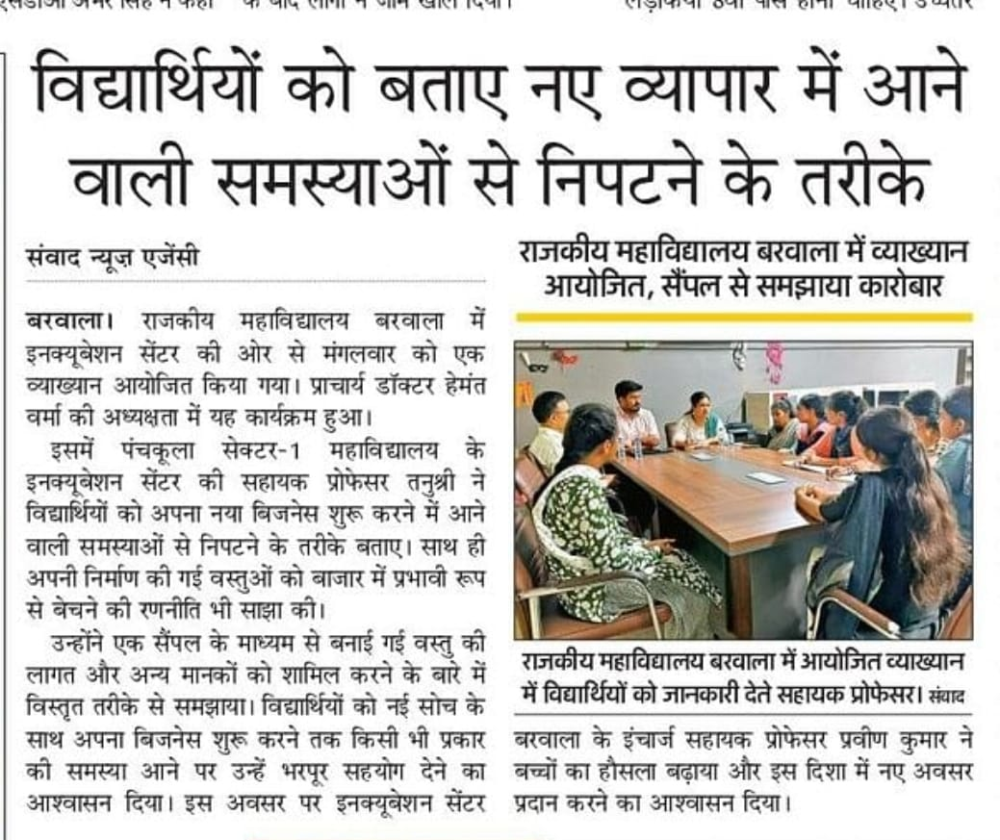 के बाद लोगों ने जाम खोल दिया।
लड़कियां 8वीं पास होनी चाहिए। उच्चतर
विद्यार्थियों को बताए नए व्यापार में आने
वाली समस्याओं से निपटने के तरीके
संवाद न्यूज़ एजेंसी
बरवाला। राजकीय महाविद्यालय बरवाला में
इनक्यूबेशन सेंटर की ओर से मंगलवार को एक
व्याख्यान आयोजित किया गया। प्राचार्य डॉक्टर हेमंत
वर्मा की अध्यक्षता में यह कार्यक्रम हुआ।
इसमें पंचकूला सेक्टर-1 महाविद्यालय के
इनक्यूबेशन सेंटर की सहायक प्रोफेसर तनुश्री ने
विद्यार्थियों को अपना नया बिजनेस शुरू करने में आने
वाली समस्याओं से निपटने के तरीके बताए। साथ ही
अपनी निर्माण की गई वस्तुओं को बाजार में प्रभावी रूप
से बेचने की रणनीति भी साझा की।
उन्होंने एक सैंपल के माध्यम से बनाई गई वस्तु की
लागत और अन्य मानकों को शामिल करने के बारे में
विस्तृत तरीके से समझाया। विद्यार्थियों को नई सोच के
साथ अपना बिजनेस शुरू करने तक किसी भी प्रकार
की समस्या आने पर उन्हें भरपूर सहयोग देने का
आश्वासन दिया। इस अवसर पर इनक्यूबेशन सेंटर
राजकीय महाविद्यालय बरवाला में व्याख्यान
आयोजित, सैंपल से समझाया कारोबार
राजकीय महाविद्यालय बरवाला में आयोजित व्याख्यान
में विद्यार्थियों को जानकारी देते सहायक प्रोफेसर। संवाद
बरवाला के इंचार्ज सहायक प्रोफेसर प्रवीण कुमार ने
बच्चों का हौसला बढ़ाया और इस दिशा में नए अवसर
प्रदान करने का आश्वासन दिया।